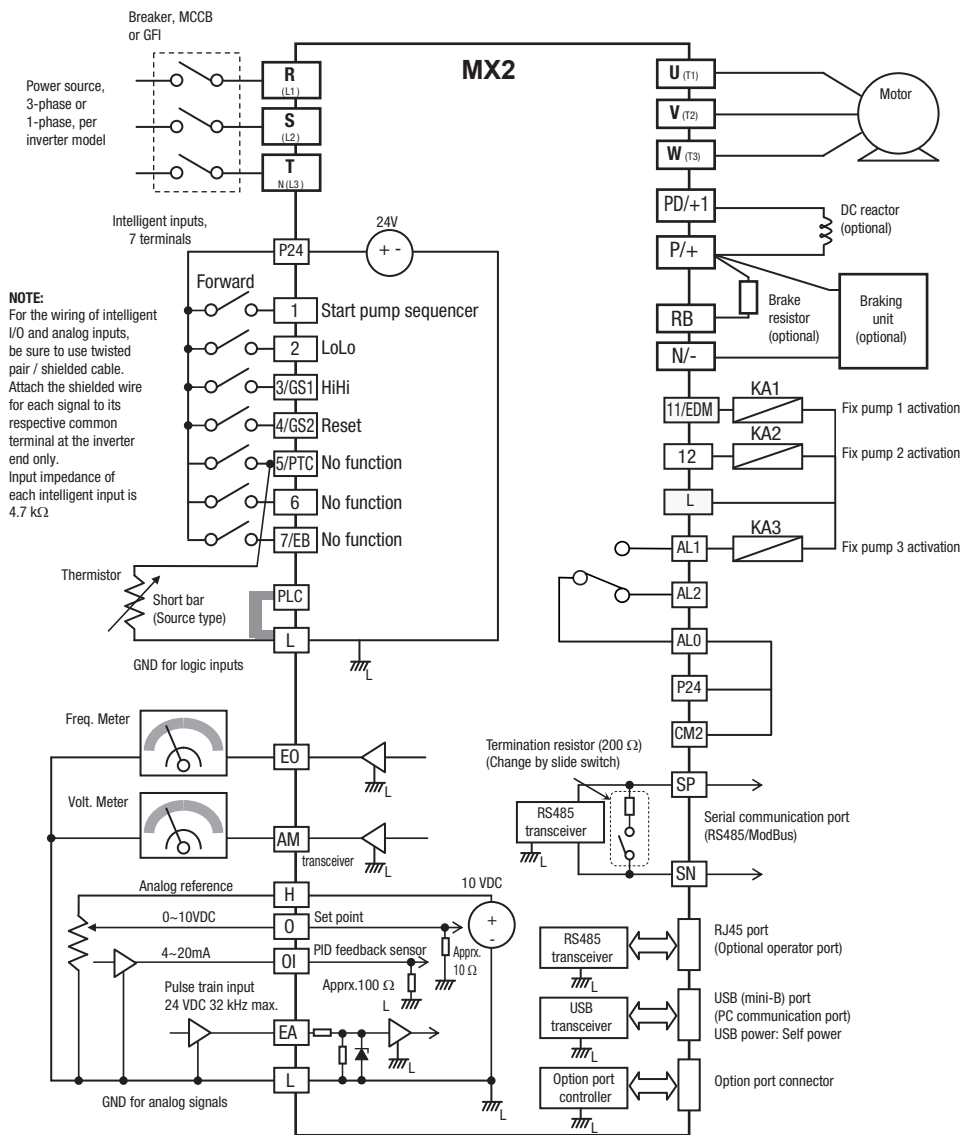 Breaker, MCCB
or GFI
MX2
Power source,
3-phase or
1-phase, per
inverter model
R
(L1)
S
(L2)
T
N(L3)
U (T1)
V (T2)
W (T3)
Motor
PD/+1
P/+
DC reactor
(optional)
RB
Brake
resistor
(optional)
Braking
unit
(optional)
N/-
Intelligent inputs,
7 terminals
P24
24V
+ -
Forward
1 Start pump sequencer
2 LoLo
3/GS1 HiHi
4/GS2 Reset
5/PTC No function
6 No function
7/EB No function
NOTE:
For the wiring of intelligent
I/O and analog inputs,
be sure to use twisted
pair / shielded cable.
Attach the shielded wire
for each signal to its
respective common
terminal at the inverter
end only.
Input impedance of
each intelligent input is
4.7 kΩ
Thermistor
Short bar
(Source type)
PLC
L
L
GND for logic inputs
11/EDM
KA1
Fix pump 1 activation
12
KA2
Fix pump 2 activation
L
AL1
KA3
Fix pump 3 activation
AL2
AL0
P24
CM2
Freq. Meter
EO
L
Volt. Meter
AM
transceiver
L
Termination resistor (200 Ω)
(Change by slide switch)
RS485
transceiver
L
SP
SN
Serial communication port
(RS485/ModBus)
Analog reference
H
10 VDC
+
-
0~10VDC
O
Set point
Apprx.
10 Ω
4~20mA
OI
PID feedback sensor
Apprx.100 Ω
L
Pulse train input
24 VDC 32 kHz max.
EA
L
L
L
GND for analog signals
RS485
transceiver
L
RJ45 port
(Optional operator port)
USB
transceiver
L
USB (mini-B) port
(PC communication port)
USB power: Self power
Option port
controller
L
Option port connector